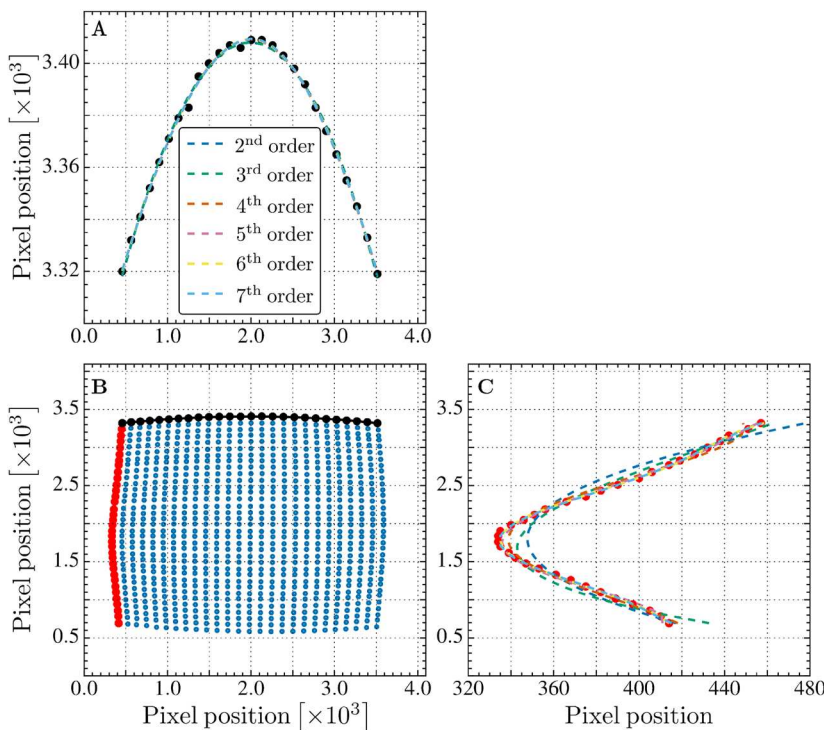 A
Pixel position [×10³]
3.40
3.36
3.32
2ⁿᵈ order
3ʳᵈ order
4ᵗʰ order
5ᵗʰ order
6ᵗʰ order
7ᵗʰ order
0.0 1.0 2.0 3.0 4.0
B
Pixel position [×10³]
3.5
2.5
1.5
0.5
0.0 1.0 2.0 3.0 4.0
Pixel position [×10³]
C
3.5
2.5
1.5
0.5
320 360 400 440 480
Pixel position